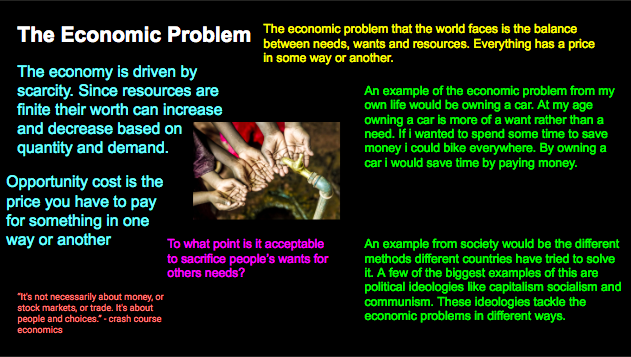 The Economic Problem
The economic problem that the world faces is the balance
between needs, wants and resources. Everything has a price
in some way or another.
The economy is driven by
scarcity. Since resources are
finite their worth can increase
and decrease based on
quantity and demand.
An example of the economic problem from my
own life would be owning a car. At my age
owning a car is more of a want rather than a
need. If i wanted to spend some time to save
money i could bike everywhere. By owning a
car i would save time by paying money.
Opportunity cost is the
price you have to pay
for something in one
way or another
To what point is it acceptable
to sacrifice people's wants for
others needs?
An example from society would be the different
methods different countries have tried to solve
it. A few of the biggest examples of this are
political ideologies like capitalism socialism and
communism. These ideologies tackle the
economic problems in different ways.
"It's not necessarily about money, or
stock markets, or trade. It's about
people and choices." - crash course
economics